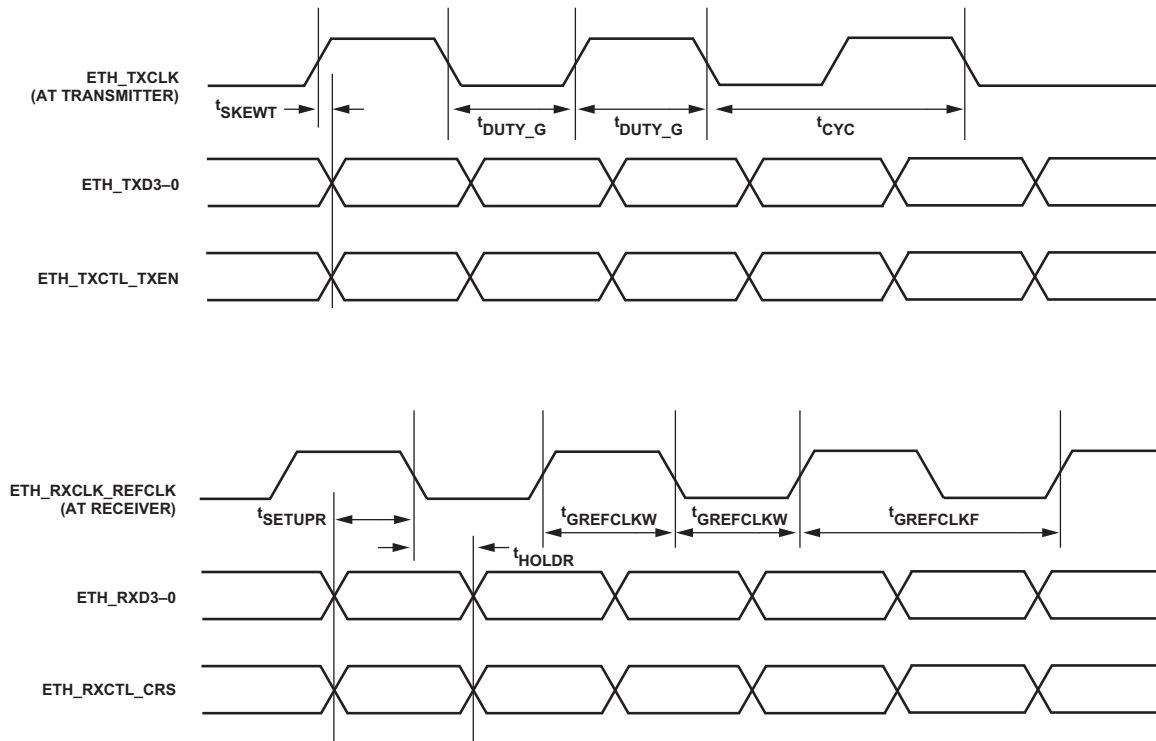 ETH_TXCLK
(AT TRANSMITTER)
tSKEWT
tDUTY_G
tDUTY_G
tCYC
ETH_TXD3–0
ETH_TXCTL_TXEN
ETH_RXCLK_REFCLK
(AT RECEIVER)
tSETUPR
tGREFCLKW
tGREFCLKW
tGREFCLKF
tHOLDR
ETH_RXD3–0
ETH_RXCTL_CRS